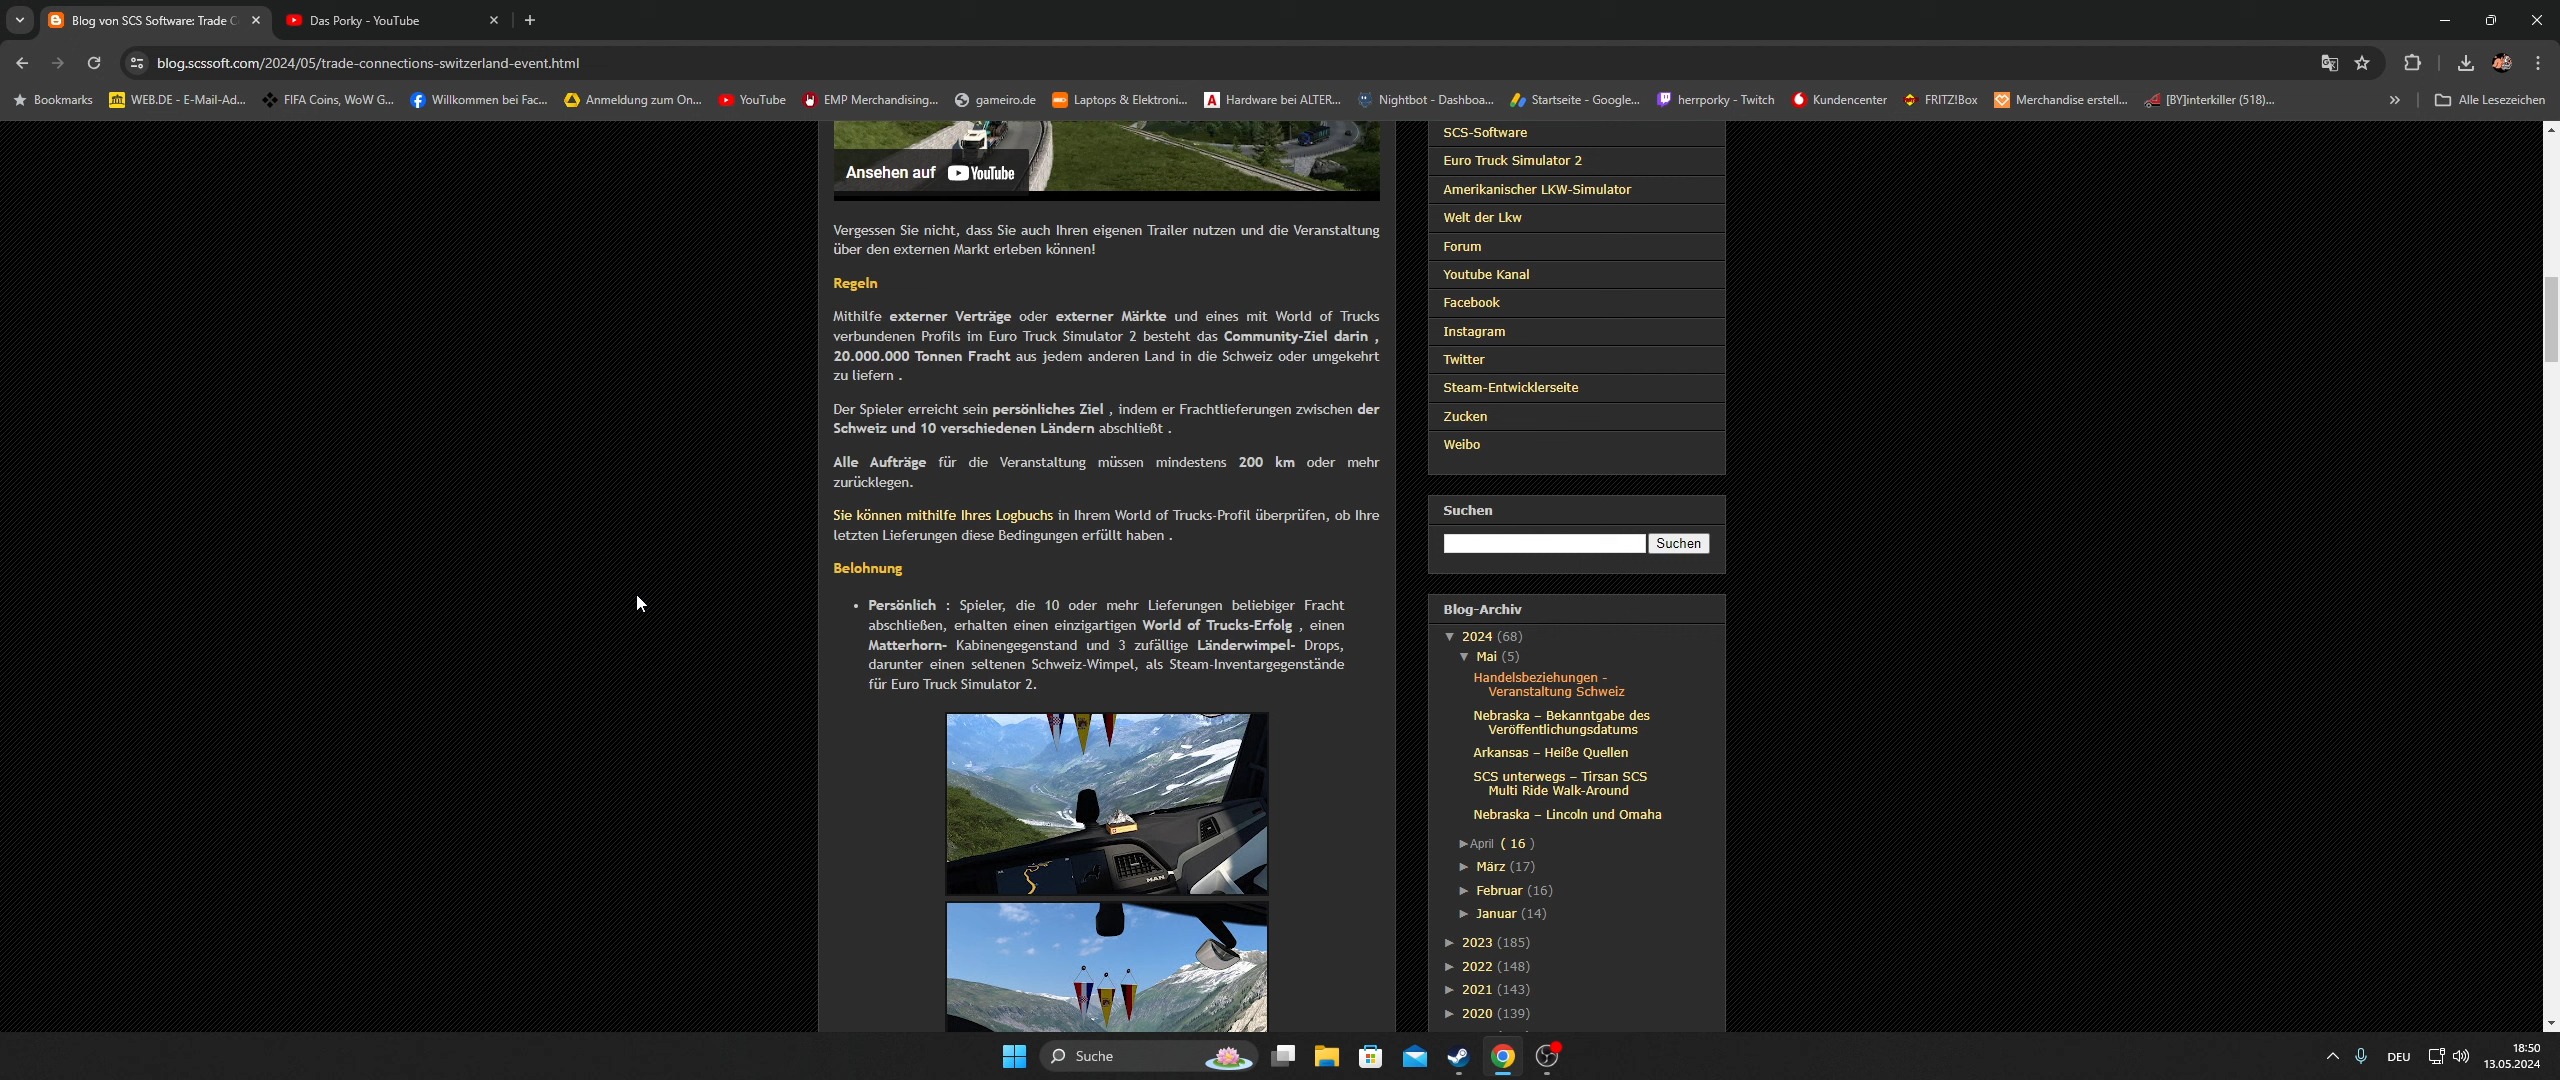 Blog von SCS Software: Trade C
Das Porky - YouTube
blog.scssoft.com/2024/05/trade-connections-switzerland-event.html
Bookmarks
WEB.DE - E-Mail-Ad...
FIFA Coins, WoW G...
Willkommen bei Fac...
Anmeldung zum On...
YouTube
EMP Merchandising...
gameiro.de
Laptops & Elektroni...
Hardware bei ALTER...
Nightbot - Dashboa...
Startseite - Google...
herrporky - Twitch
Kundencenter
FRITZ!Box
Merchandise erstell...
[BY]interkiller (518)...
»
Alle Lesezeichen
Ansehen auf YouTube
Vergessen Sie nicht, dass Sie auch Ihren eigenen Trailer nutzen und die Veranstaltung
über den externen Markt erleben können!
Regeln
Mithilfe externer Verträge oder externer Märkte und eines mit World of Trucks
verbundenen Profils im Euro Truck Simulator 2 besteht das Community-Ziel darin ,
20.000.000 Tonnen Fracht aus jedem anderen Land in die Schweiz oder umgekehrt
zu liefern .
Der Spieler erreicht sein persönliches Ziel , indem er Frachtlieferungen zwischen der
Schweiz und 10 verschiedenen Ländern abschließt .
Alle Aufträge für die Veranstaltung müssen mindestens 200 km oder mehr
zurücklegen.
Sie können mithilfe Ihres Logbuchs in Ihrem World of Trucks-Profil überprüfen, ob Ihre
letzten Lieferungen diese Bedingungen erfüllt haben .
Belohnung
• Persönlich : Spieler, die 10 oder mehr Lieferungen beliebiger Fracht
abschließen, erhalten einen einzigartigen World of Trucks-Erfolg , einen
Matterhorn- Kabinengegenstand und 3 zufällige Länderwimpel- Drops,
darunter einen seltenen Schweiz-Wimpel, als Steam-Inventargegenstände
für Euro Truck Simulator 2.
MAN
SCS-Software
Euro Truck Simulator 2
Amerikanischer LKW-Simulator
Welt der Lkw
Forum
Youtube Kanal
Facebook
Instagram
Twitter
Steam-Entwicklerseite
Zucken
Weibo
Suchen
Suchen
Blog-Archiv
▼ 2024 (68)
▼ Mai (5)
Handelsbeziehungen -
Veranstaltung Schweiz
Nebraska – Bekanntgabe des
Veröffentlichungsdatums
Arkansas – Heiße Quellen
SCS unterwegs – Tirsan SCS
Multi Ride Walk-Around
Nebraska – Lincoln und Omaha
►April ( 16 )
► März (17)
► Februar (16)
► Januar (14)
► 2023 (185)
► 2022 (148)
► 2021 (143)
► 2020 (139)
Suche
DEU
18:50
13.05.2024